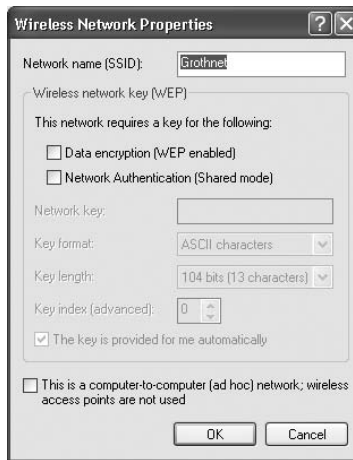 Wireless Network Properties
Network name (SSID): Grothnet
Wireless network key (WEP)
This network requires a key for the following:
Data encryption (WEP enabled)
Network Authentication (Shared mode)
Network key:
Key format: ASCII characters
Key length: 104 bits (13 characters)
Key index (advanced): 0
The key is provided for me automatically
This is a computer-to-computer (ad hoc) network; wireless
access points are not used
OK Cancel